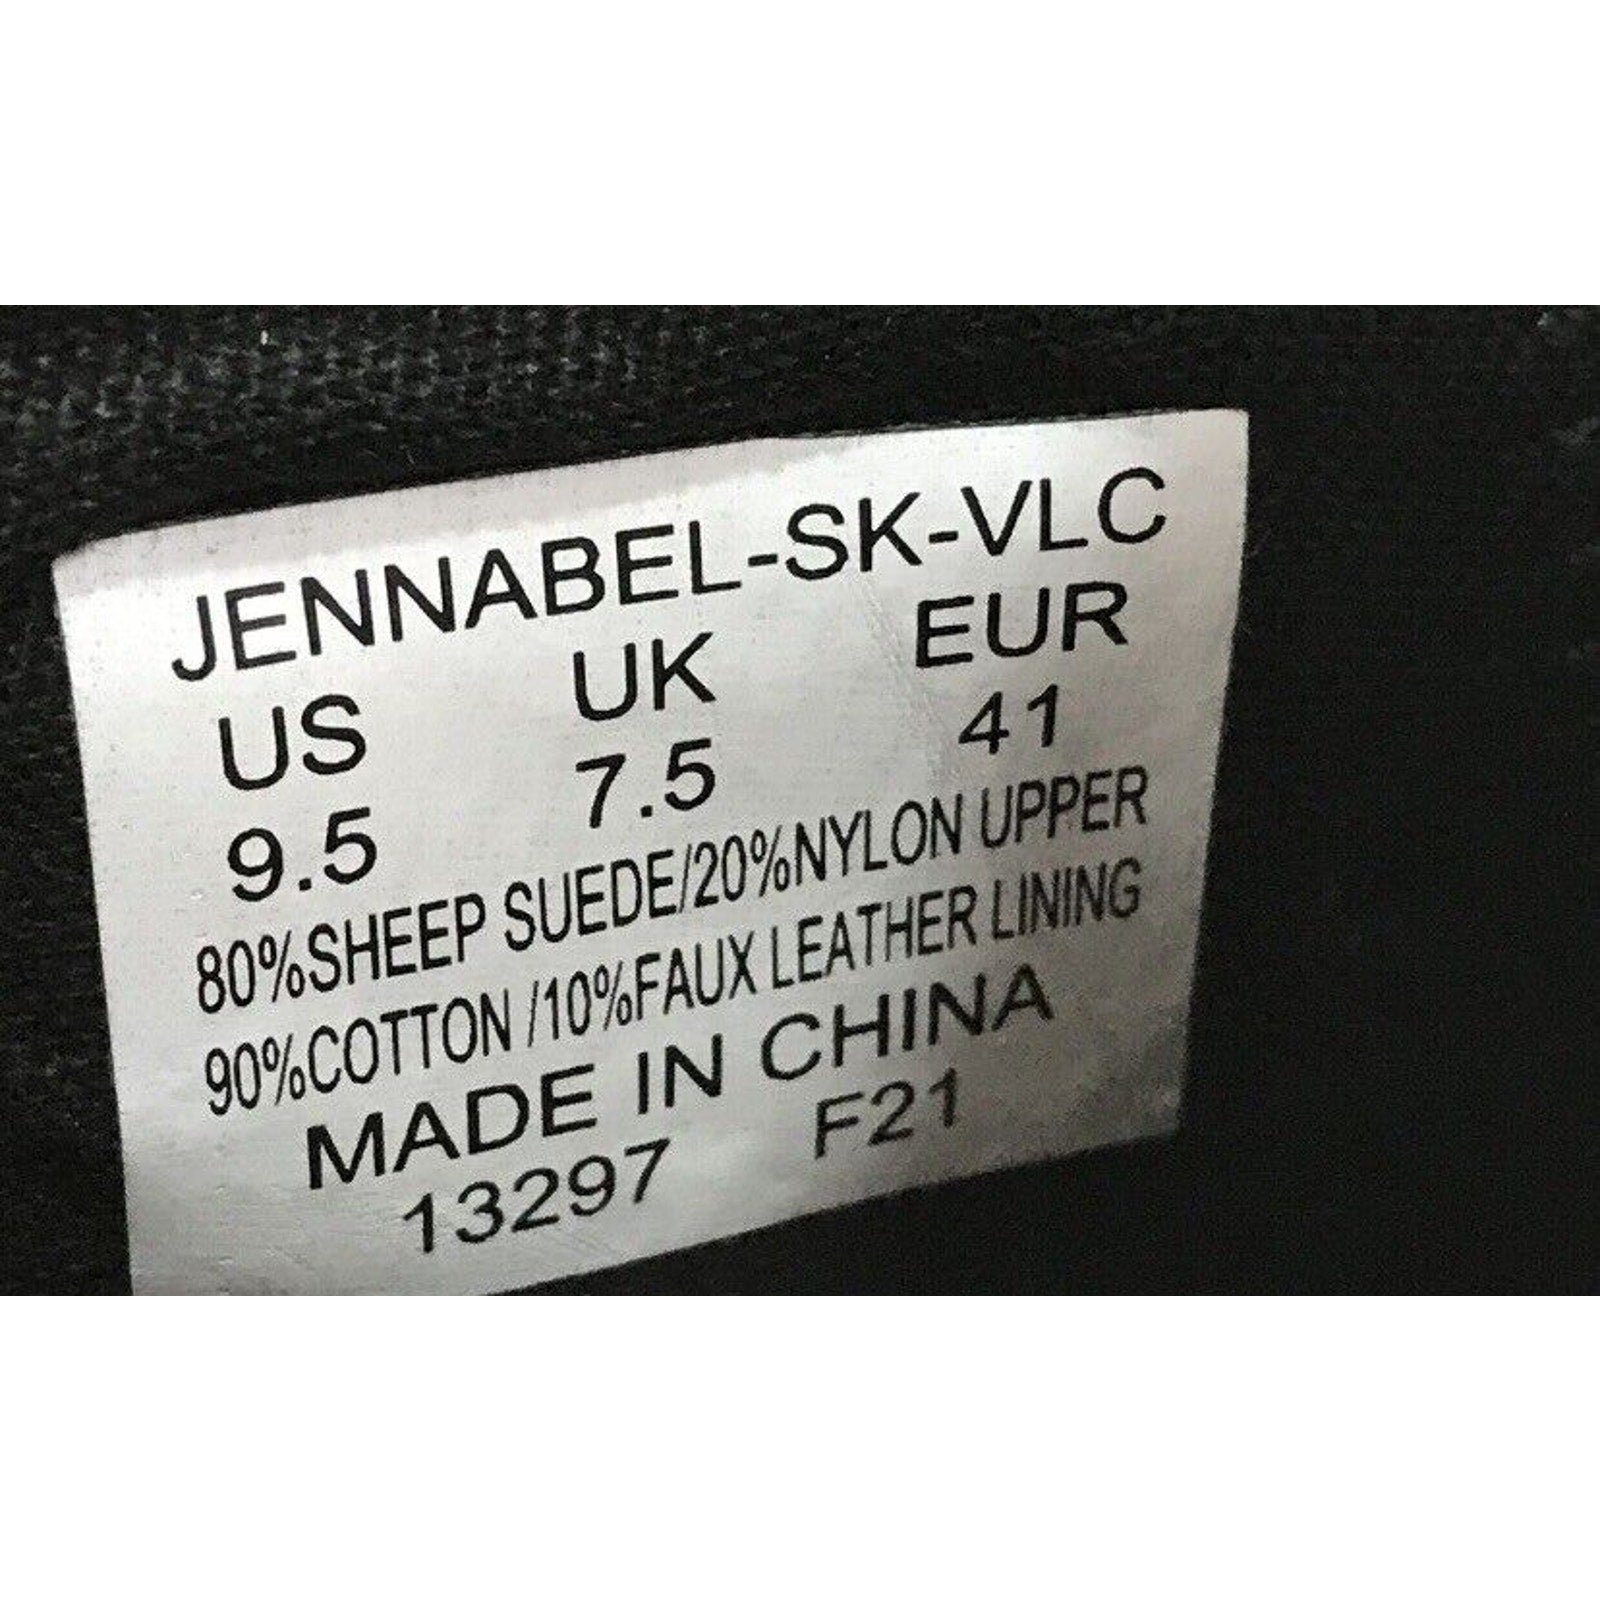 JENNABEL-SK-VLC
US UK EUR
9.5 7.5 41
80%SHEEP SUEDE/20%NYLON UPPER
90%COTTON /10%FAUX LEATHER LINING
MADE IN CHINA
13297 F21